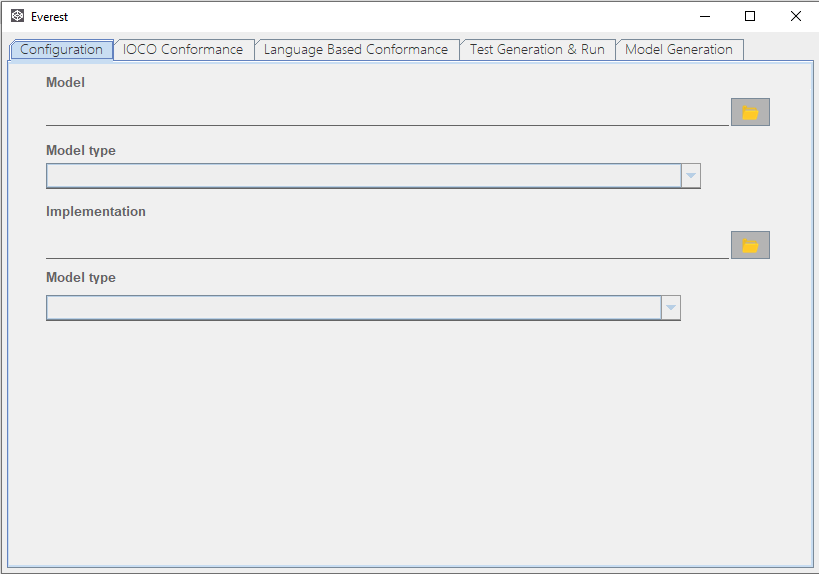 Everest
Configuration IOCO Conformance Language Based Conformance Test Generation & Run Model Generation
Model
Model type
Implementation
Model type